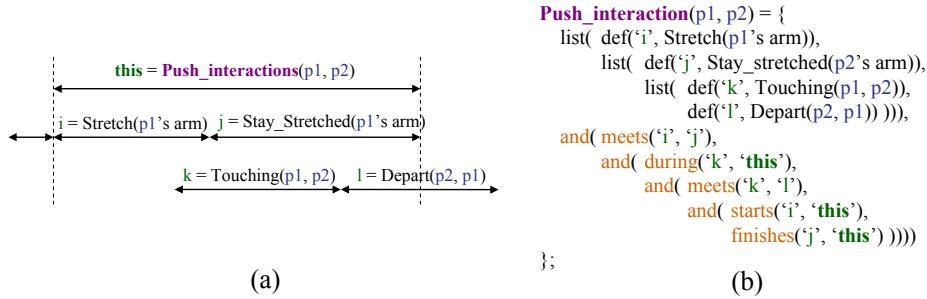 this = Push_interactions(p1, p2)
i = Stretch(p1's arm)
j = Stay_Stretched(p1's arm)
k = Touching(p1, p2)
l = Depart(p2, p1)
(a)
Push_interaction(p1, p2) = {
list( def(‘i’, Stretch(p1’s arm)),
list( def(‘j’, Stay_stretched(p2’s arm)),
list( def(‘k’, Touching(p1, p2)),
def(‘l’, Depart(p2, p1)) ))),
and( meets(‘i’, ‘j’),
and( during(‘k’, ‘this’),
and( meets(‘k’, ‘l’),
and( starts(‘i’, ‘this’),
finishes(‘j’, ‘this’) ))))
};
(b)